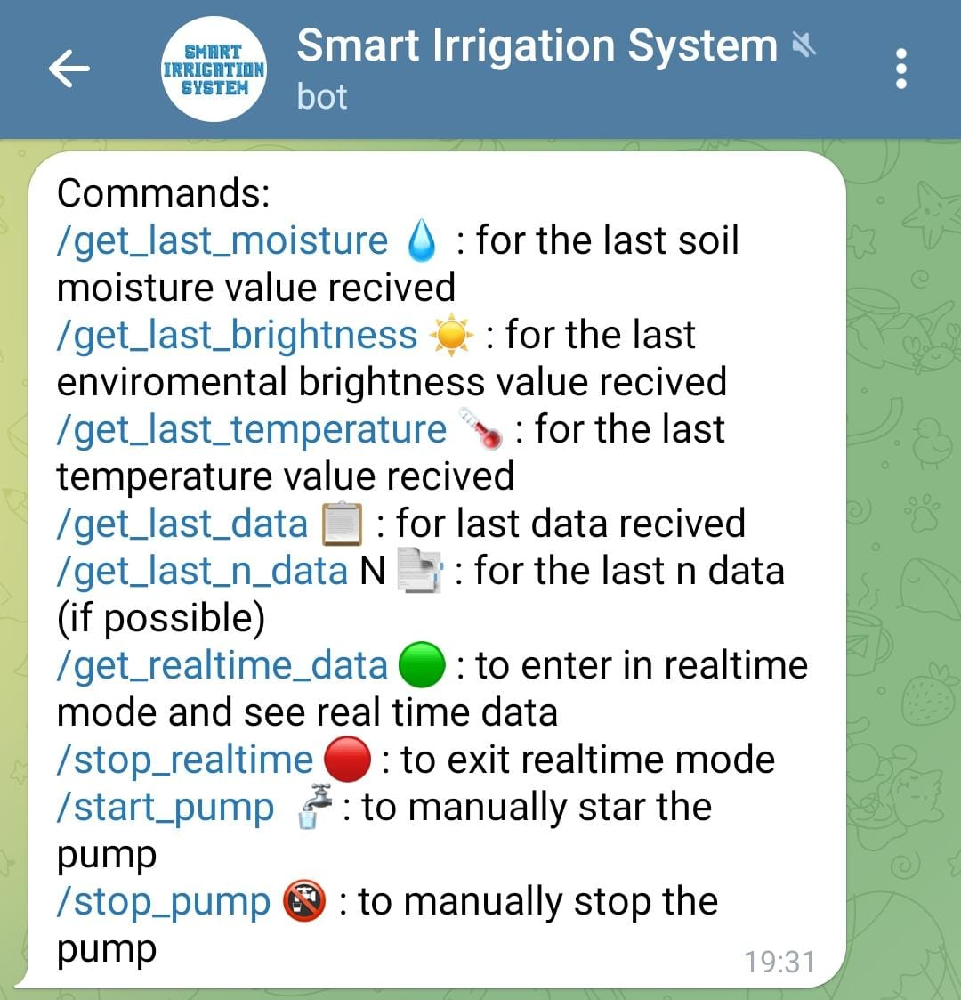 SMART
IRRIGATION
SYSTEM
Smart Irrigation System
bot
Commands:
/get_last_moisture 💧 : for the last soil
moisture value recived
/get_last_brightness ☀️ : for the last
enviromental brightness value recived
/get_last_temperature 🌡️ : for the last
temperature value recived
/get_last_data 📋 : for last data recived
/get_last_n_data N 📑 : for the last n data
(if possible)
/get_realtime_data 🟢 : to enter in realtime
mode and see real time data
/stop_realtime 🔴 : to exit realtime mode
/start_pump 🚰 : to manually star the
pump
/stop_pump 🚱 : to manually stop the
pump
19:31